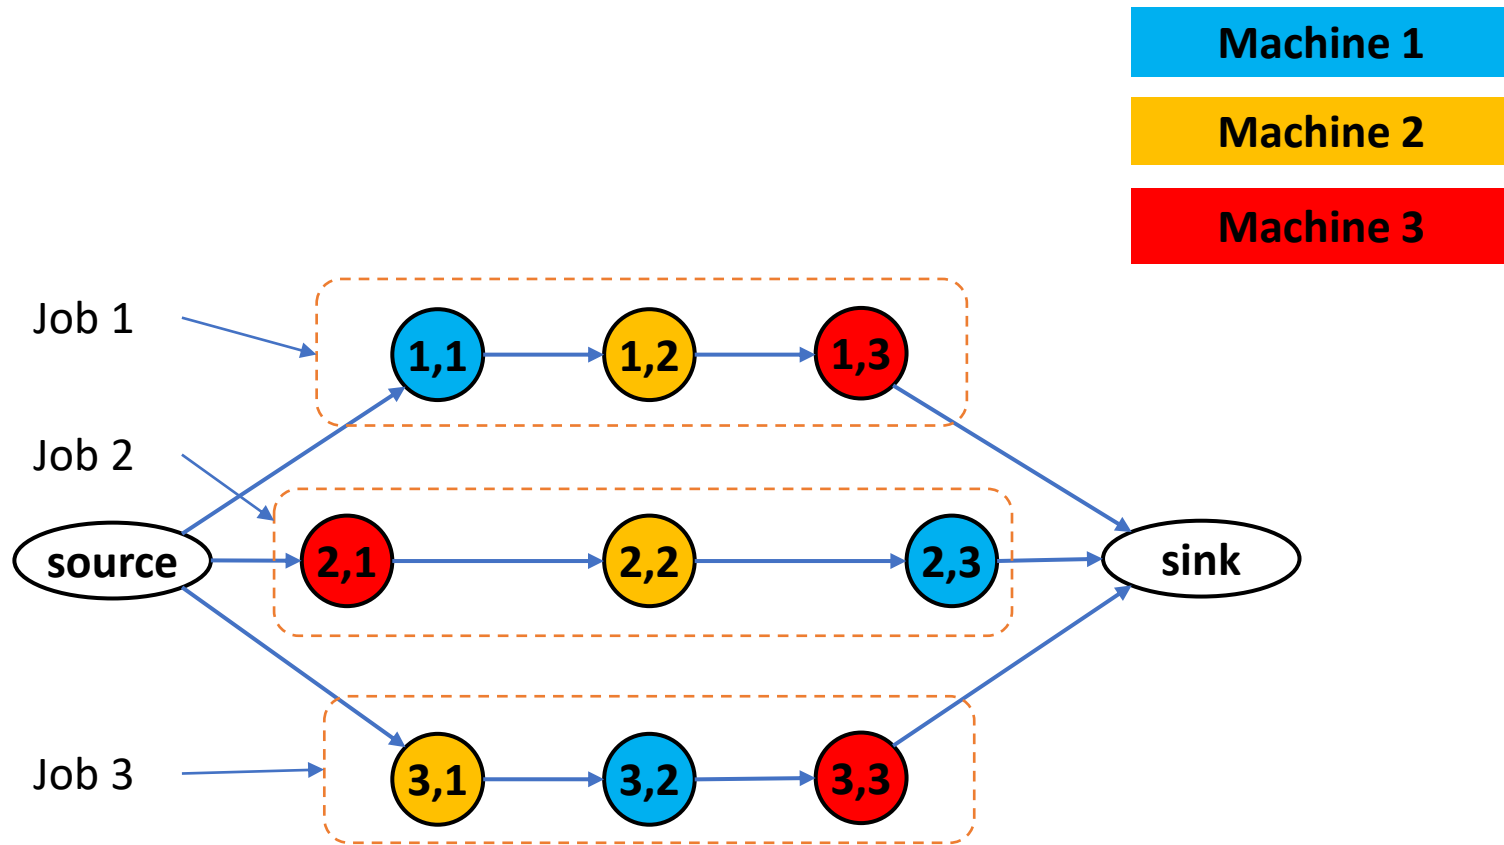 Machine 1
Machine 2
Machine 3
Job 1
1,1
1,2
1,3
Job 2
source
2,1
2,2
2,3
sink
Job 3
3,1
3,2
3,3